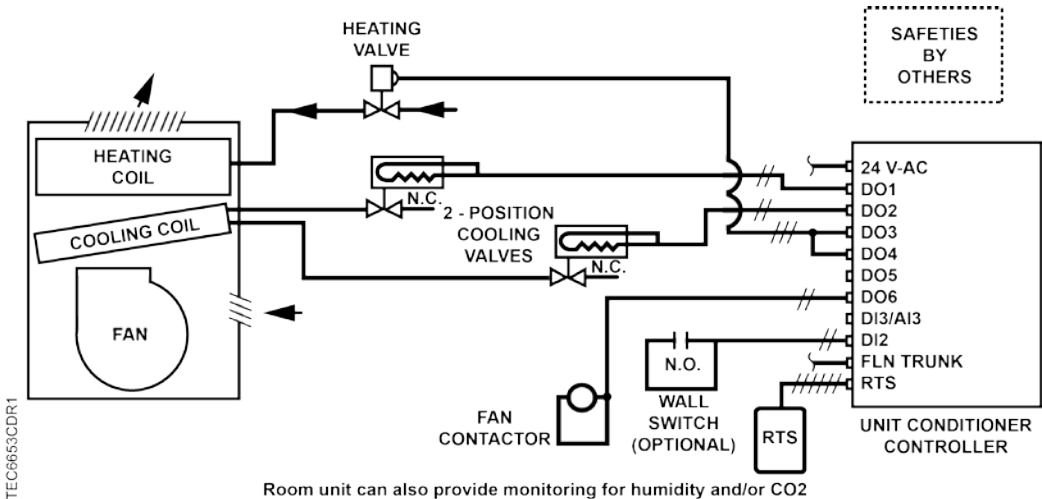 HEATING
VALVE
SAFETIES
BY
OTHERS
HEATING
COIL
24 V-AC
DO1
N.C.
DO2
2 - POSITION
COOLING
VALVES
COOLING COIL
DO3
DO4
N.C.
DO5
DO6
FAN
DI3/AI3
DI2
N.O.
FLN TRUNK
RTS
WALL
SWITCH
(OPTIONAL)
FAN
CONTACTOR
RTS
UNIT CONDITIONER
CONTROLLER
TEC6653CDR1
Room unit can also provide monitoring for humidity and/or CO2